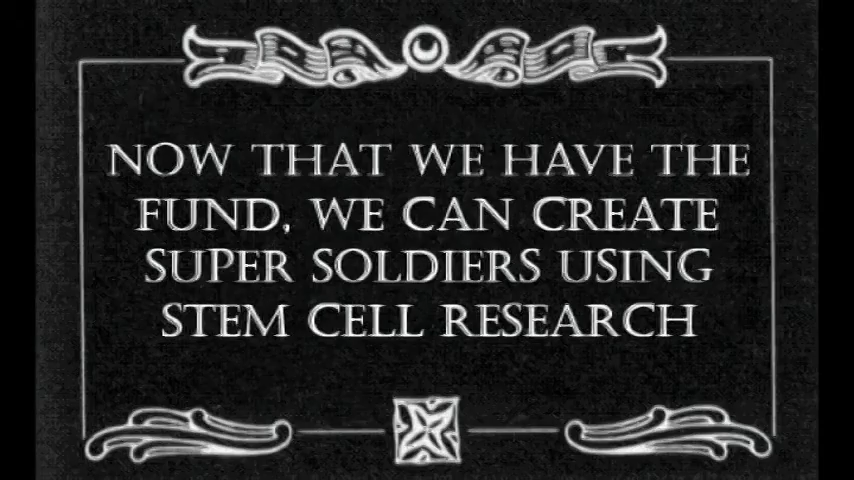 NOW THAT WE HAVE THE
FUND, WE CAN CREATE
SUPER SOLDIERS USING
STEM CELL RESEARCH